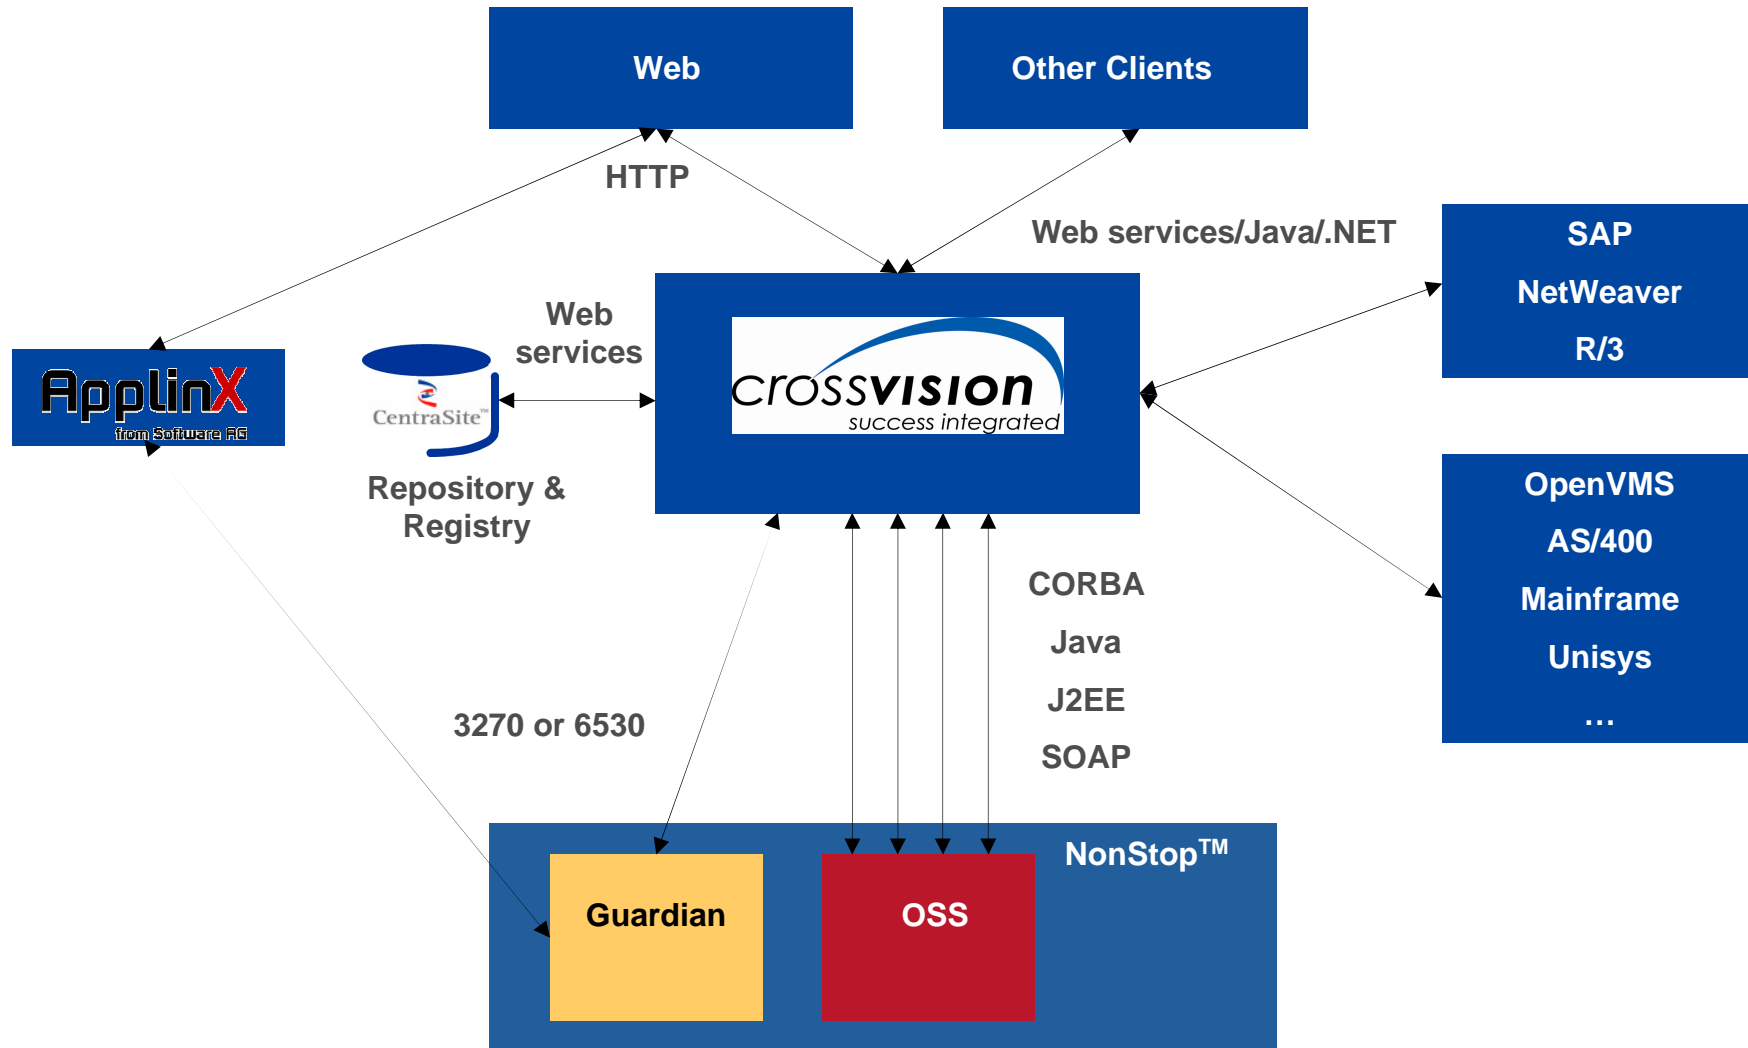 Web
Other Clients
HTTP
Web services/Java/.NET
SAP
NetWeaver
R/3
Web
services
ApplinX
from Software AG
CentraSite™
crossvision
success integrated
Repository &
Registry
OpenVMS
AS/400
Mainframe
Unisys
…
CORBA
Java
J2EE
SOAP
3270 or 6530
NonStop™
Guardian
OSS